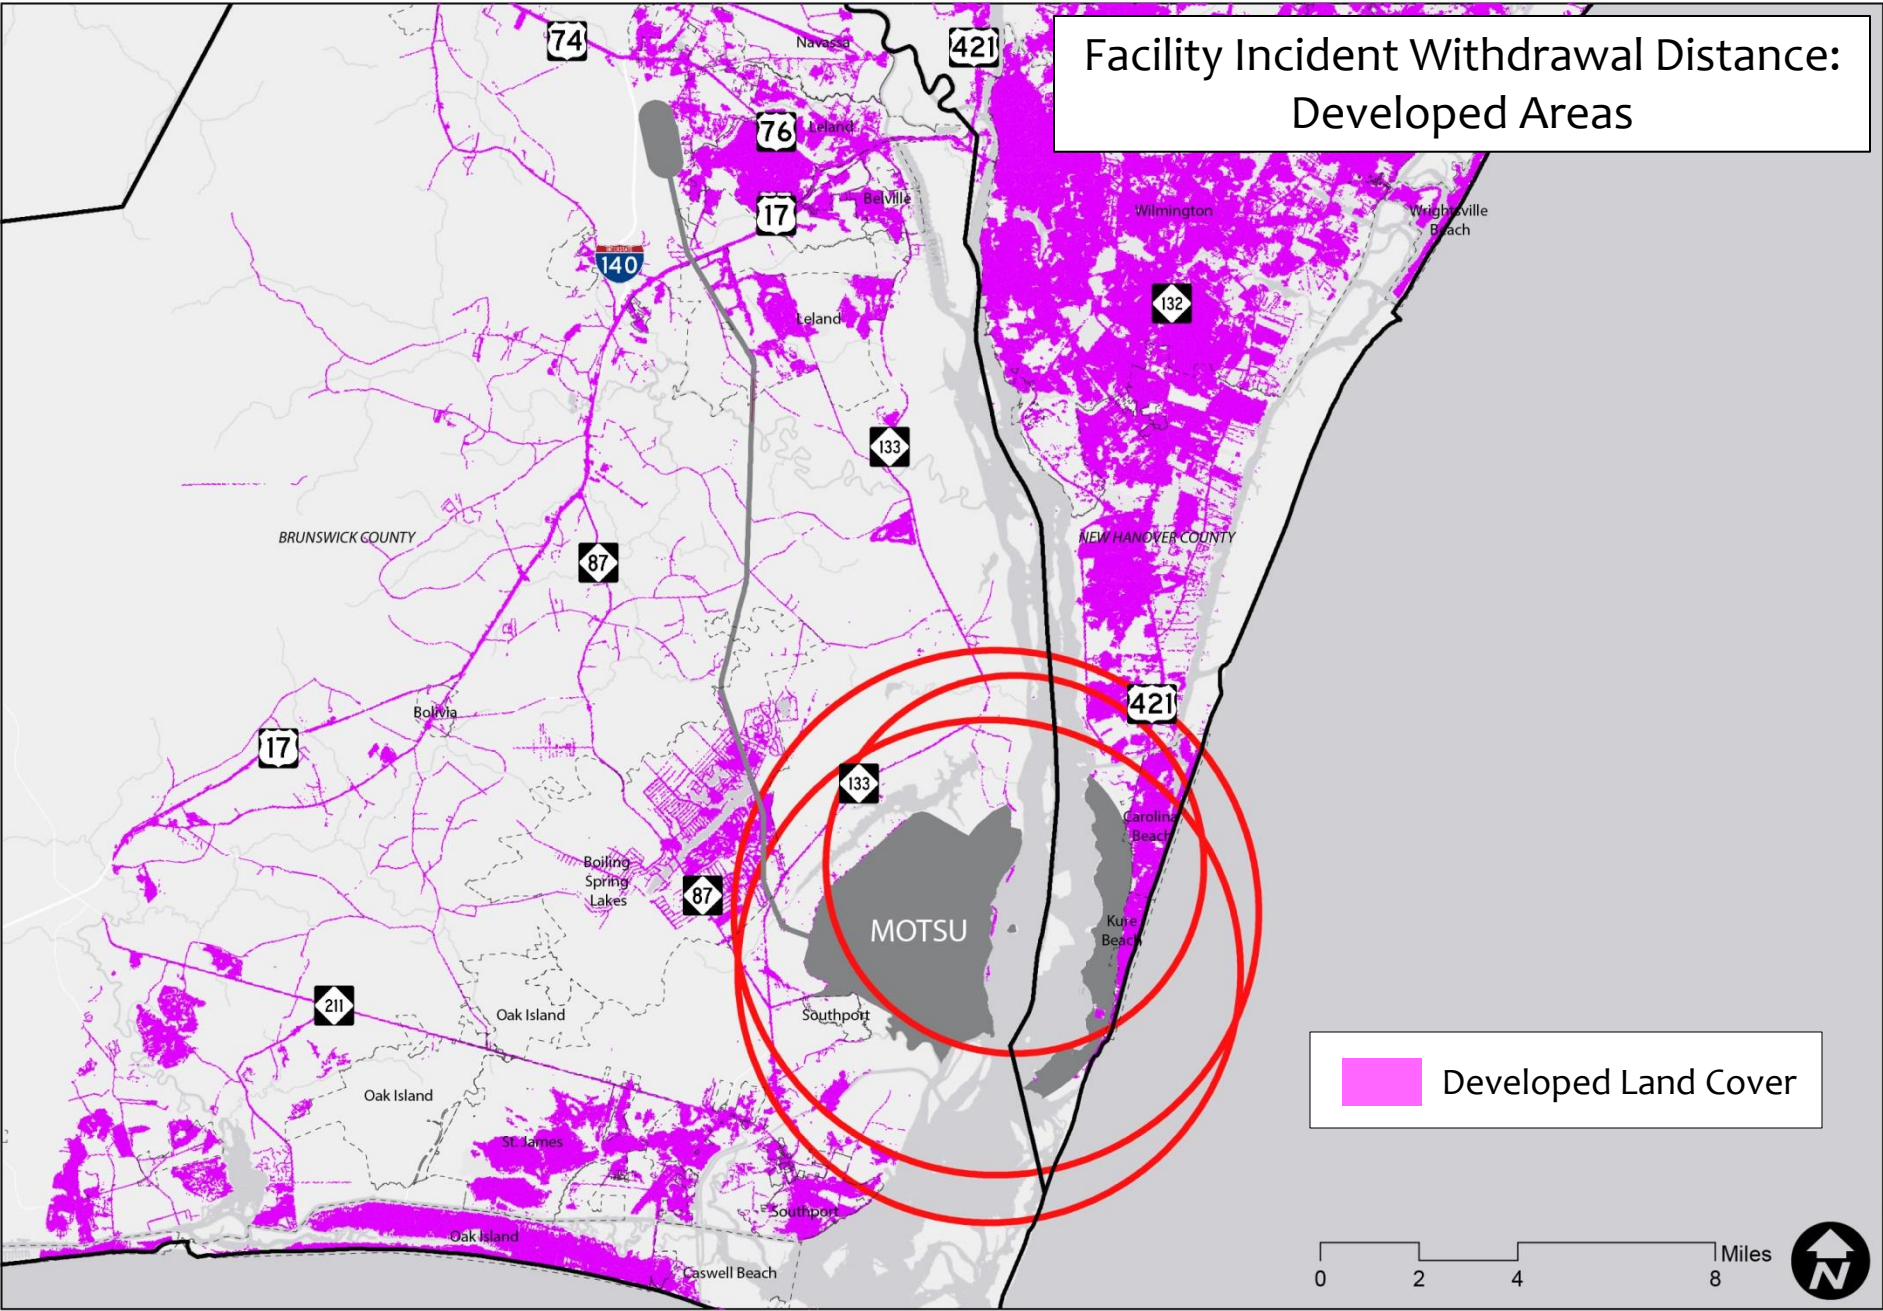 Facility Incident Withdrawal Distance:
Developed Areas
74
Navassa
421
76
Leland
17
Belville
Wilmington
Wrightsville
Beach
INTERSTATE
140
132
Leland
133
BRUNSWICK COUNTY
NEW HANOVER COUNTY
87
Bolivia
421
17
133
Carolina
Beach
Boiling
Spring
Lakes
87
MOTSU
Kure
Beach
211
Oak Island
Southport
Developed Land Cover
Oak Island
St. James
Southport
Oak Island
Caswell Beach
Miles
0 2 4 8
N